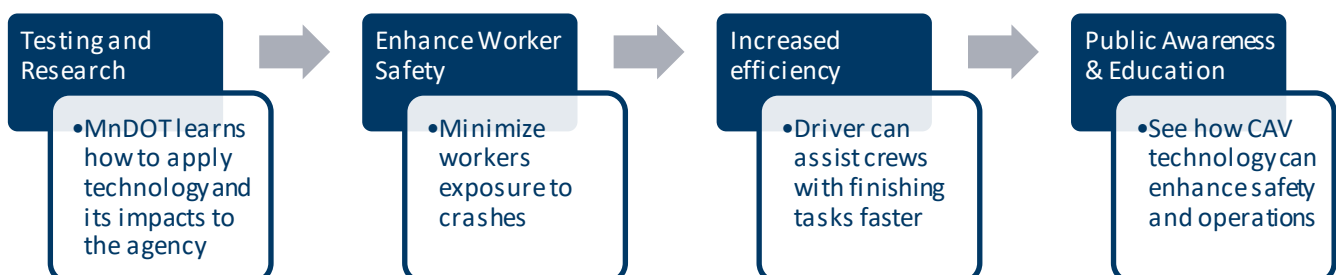 Testing and
Research
•MnDOT learns
how to apply
technology and
its impacts to
the agency
Enhance Worker
Safety
•Minimize
workers
exposure to
crashes
Increased
efficiency
•Driver can
assist crews
with finishing
tasks faster
Public Awareness
& Education
•See how CAV
technology can
enhance safety
and operations